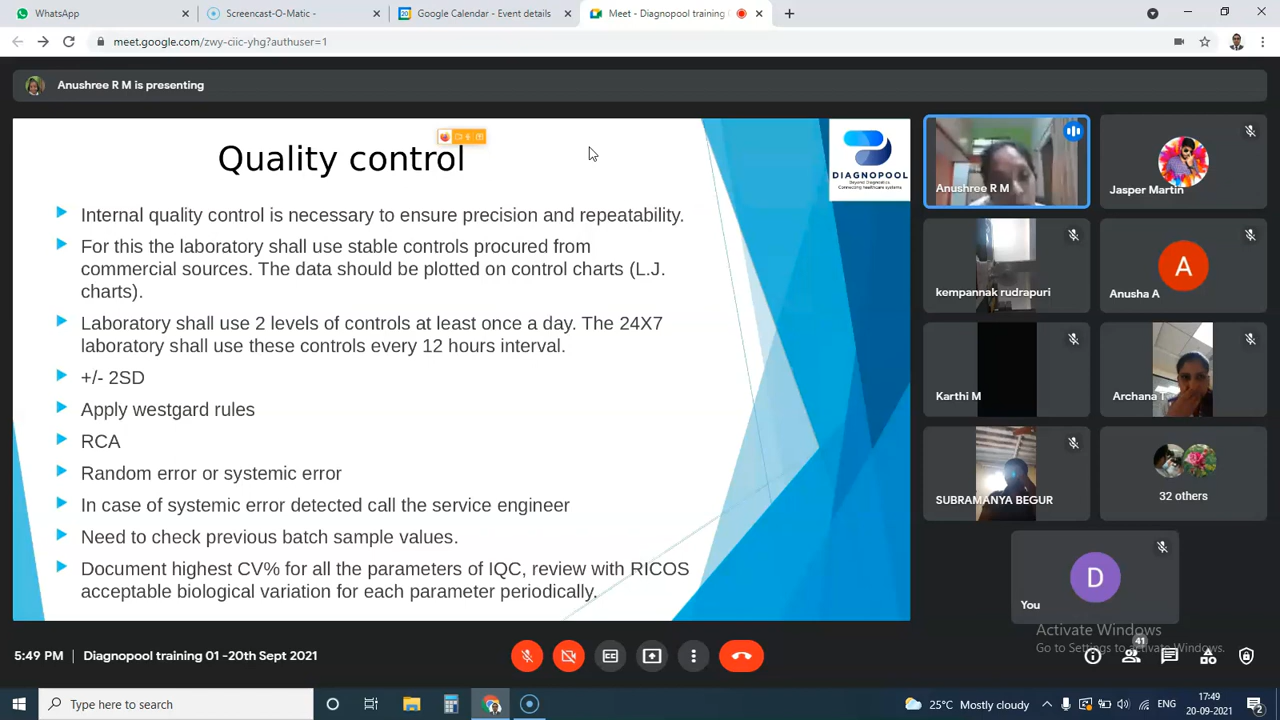 WhatsApp
Screencast-O-Matic -
Google Calendar - Event details
Meet - Diagnopool training
meet.google.com/zwy-ciic-yhg?authuser=1
Anushree R M is presenting
Quality control
DIAGNOPOOL
Beyond Diagnostics
Connecting healthcare systems
Internal quality control is necessary to ensure precision and repeatability.
For this the laboratory shall use stable controls procured from
commercial sources. The data should be plotted on control charts (L.J.
charts).
Laboratory shall use 2 levels of controls at least once a day. The 24X7
laboratory shall use these controls every 12 hours interval.
+/- 2SD
Apply westgard rules
RCA
Random error or systemic error
In case of systemic error detected call the service engineer
Need to check previous batch sample values.
Document highest CV% for all the parameters of IQC, review with RICOS
acceptable biological variation for each parameter periodically.
Anushree R M
Jasper Martin
kempannak rudrapuri
A
Anusha A
Karthi M
Archana T
SUBRAMANYA BEGUR
32 others
D
You
Activate Windows
Go to Settings to activate Windows.
5:49 PM | Diagnopool training 01 -20th Sept 2021
41
Type here to search
25°C Mostly cloudy
ENG
17:49
20-09-2021
2